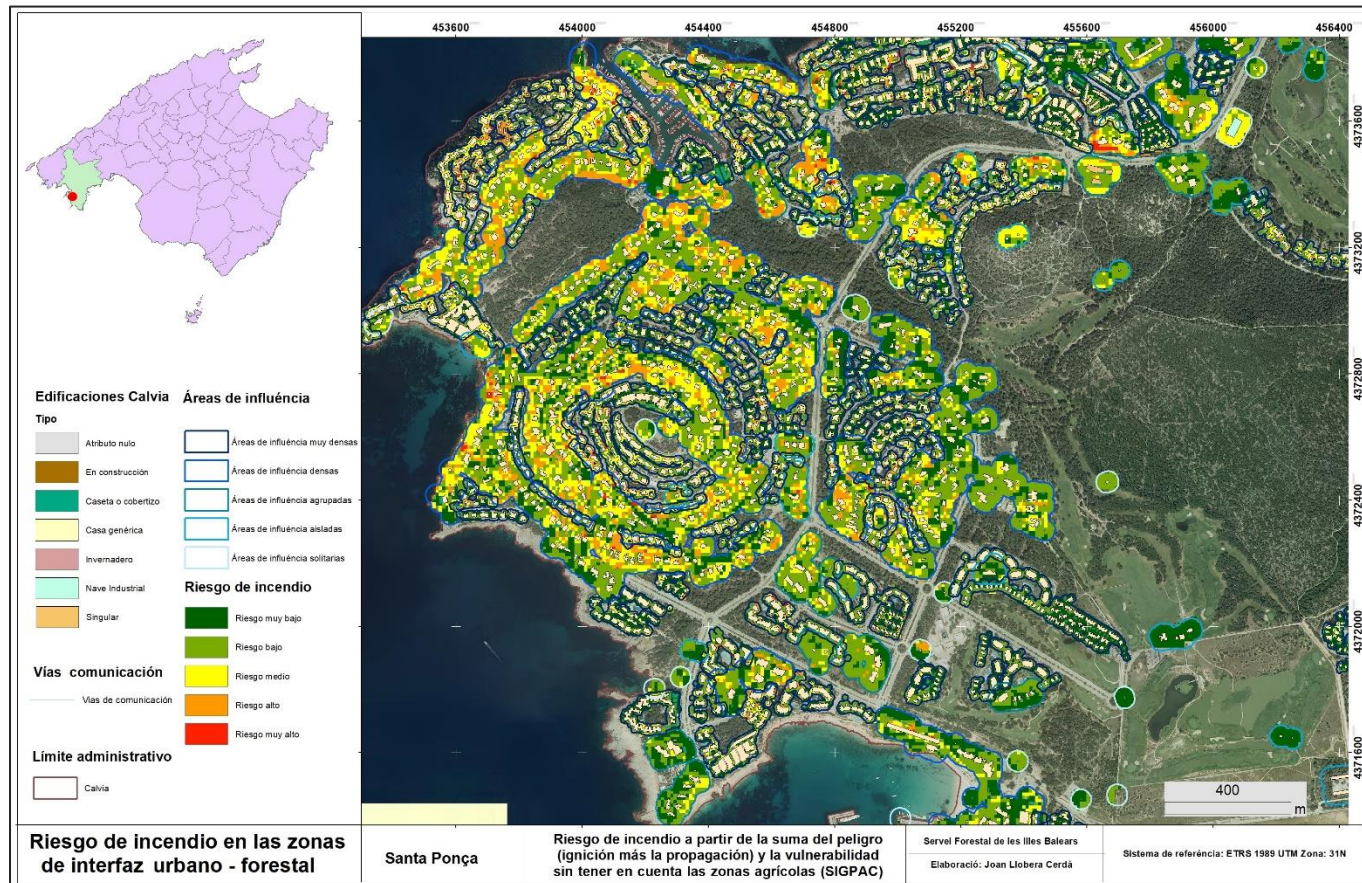 453600 454000 454400 454800 455200 455600 456000 456400
4373600
4373200
4372800
4372400
4372000
4371600
Edificaciones Calvia
Tipo
Atributo nulo
En construcción
Caseta o cobertizo
Casa genérica
Invernadero
Nave Industrial
Singular
Vías comunicación
Vias de comunicación
Límite administrativo
Calvia
Áreas de influéncia
Áreas de influéncia muy densas
Áreas de influéncia densas
Áreas de influéncia agrupadas
Áreas de influéncia aisladas
Áreas de influéncia solitarias
Riesgo de incendio
Riesgo muy bajo
Riesgo bajo
Riesgo medio
Riesgo alto
Riesgo muy alto
400
m
Riesgo de incendio en las zonas
de interfaz urbano - forestal
Santa Ponça
Riesgo de incendio a partir de la suma del peligro
(ignición más la propagación) y la vulnerabilidad
sin tener en cuenta las zonas agrícolas (SIGPAC)
Servei Forestal de les Illes Balears
Elaboració: Joan Llobera Cerdà
Sistema de referéncia: ETRS 1989 UTM Zona: 31N